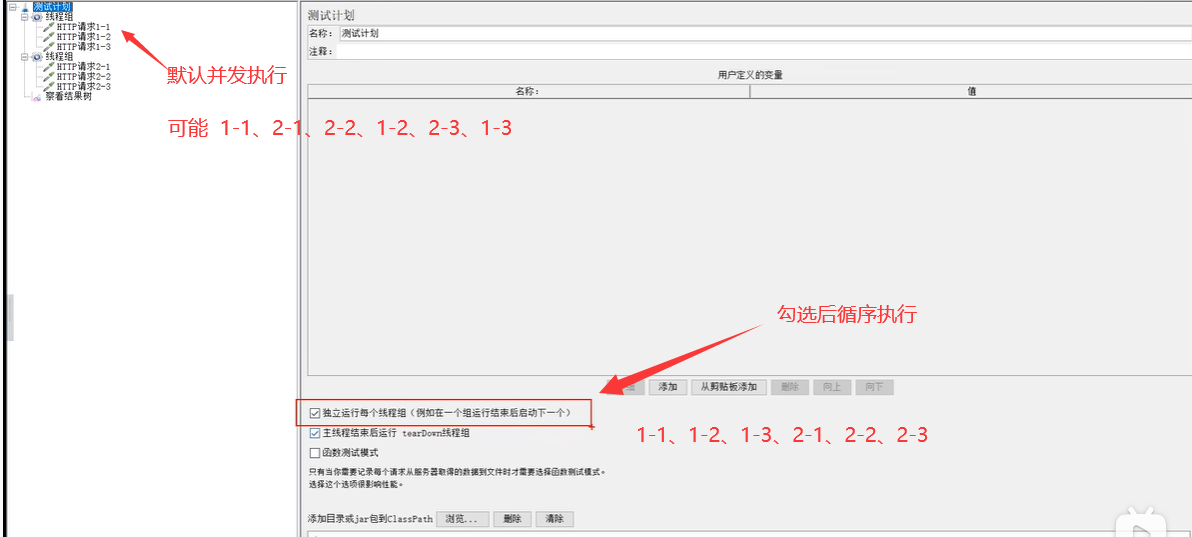 测试计划
线程组
HTTP请求1-1
HTTP请求1-2
HTTP请求1-3
线程组
HTTP请求2-1
HTTP请求2-2
HTTP请求2-3
察看结果树
默认并发执行
可能 1-1、2-1、2-2、1-2、2-3、1-3
测试计划
名称: 测试计划
注释:
用户定义的变量
名称: 值
勾选后循序执行
添加 从剪贴板添加 删除 向上 向下
独立运行每个线程组（例如在一个组运行结束后启动下一个）
主线程结束后运行 tearDown线程组
1-1、1-2、1-3、2-1、2-2、2-3
函数测试模式
只有当你需要记录每个请求从服务器取得的数据到文件时才需要选择函数测试模式。
选择这个选项很影响性能。
添加目录或jar包到ClassPath 浏览... 删除 清除